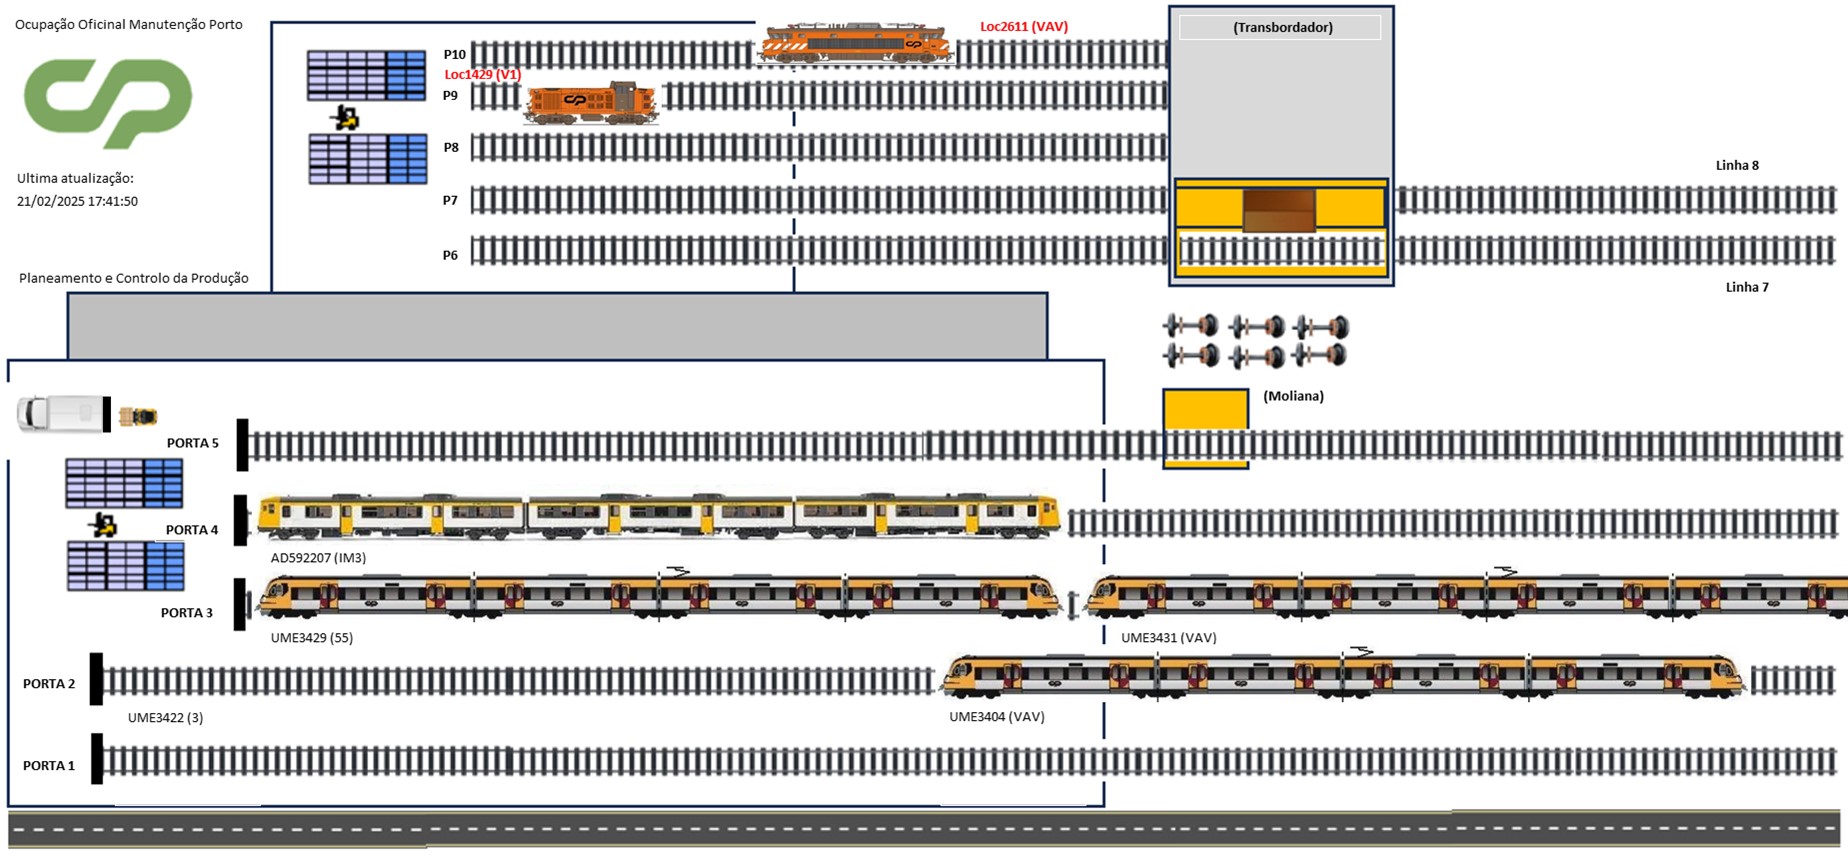 Ocupação Oficinal Manutenção Porto
CP
Ultima atualização:
21/02/2025 17:41:50
Planeamento e Controlo da Produção
P10
Loc2611 (VAV)
(Transbordador)
Loc1429 (V1)
P9
P8
Linha 8
P7
P6
Linha 7
(Moliana)
PORTA 5
PORTA 4
AD592207 (IM3)
PORTA 3
UME3429 (55)
UME3431 (VAV)
PORTA 2
UME3422 (3)
UME3404 (VAV)
PORTA 1